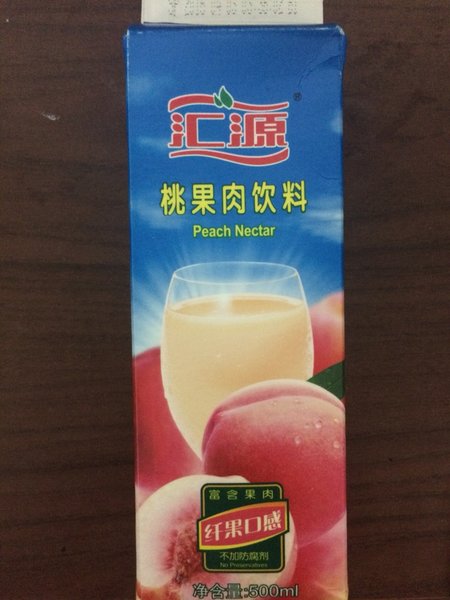 汇源®
桃果肉饮料
Peach Nectar
富含果肉
纤果口感
不加防腐剂
No Preservatives
净含量:500ml